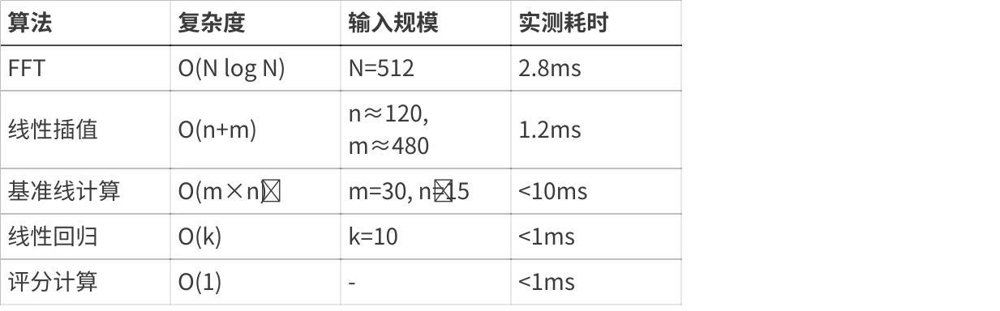 算法 复杂度 输入规模 实测耗时
FFT O(N log N) N=512 2.8ms
线性插值 O(n+m) n≈120, m≈480 1.2ms
基准线计算 O(m×n) m=30, n=15 <10ms
线性回归 O(k) k=10 <1ms
评分计算 O(1) - <1ms